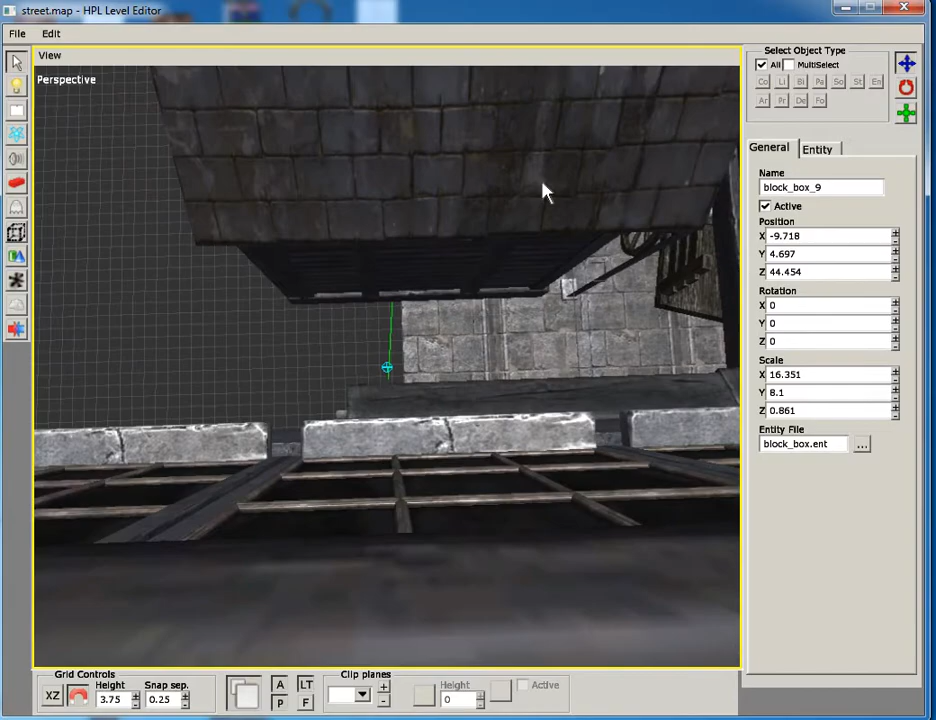 street.map - HPL Level Editor
File Edit
View
Perspective
Select Object Type
All MultiSelect
Co Li Bi Pa So St En
Ar Pr De Fo
General Entity
Name
block_box_9
Active
Position
X -9.718
Y 4.697
Z 44.454
Rotation
X 0
Y 0
Z 0
Scale
X 16.351
Y 8.1
Z 0.861
Entity File
block_box.ent ...
Grid Controls
XZ Height 3.75 Snap sep. 0.25
A LT
P F
Clip planes
Height 0 Active